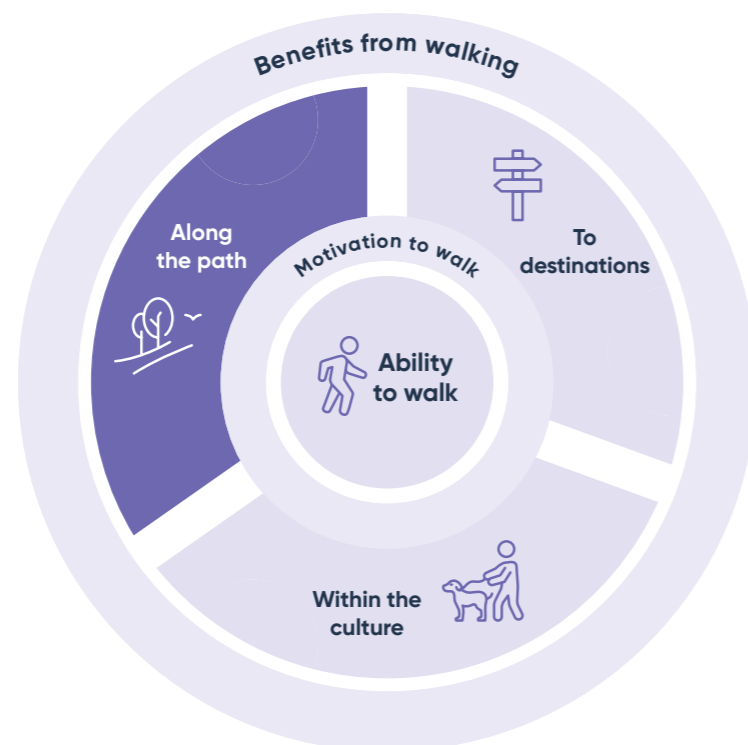 Benefits from walking
Along
the path
To
destinations
Motivation to walk
Ability
to walk
Within the
culture